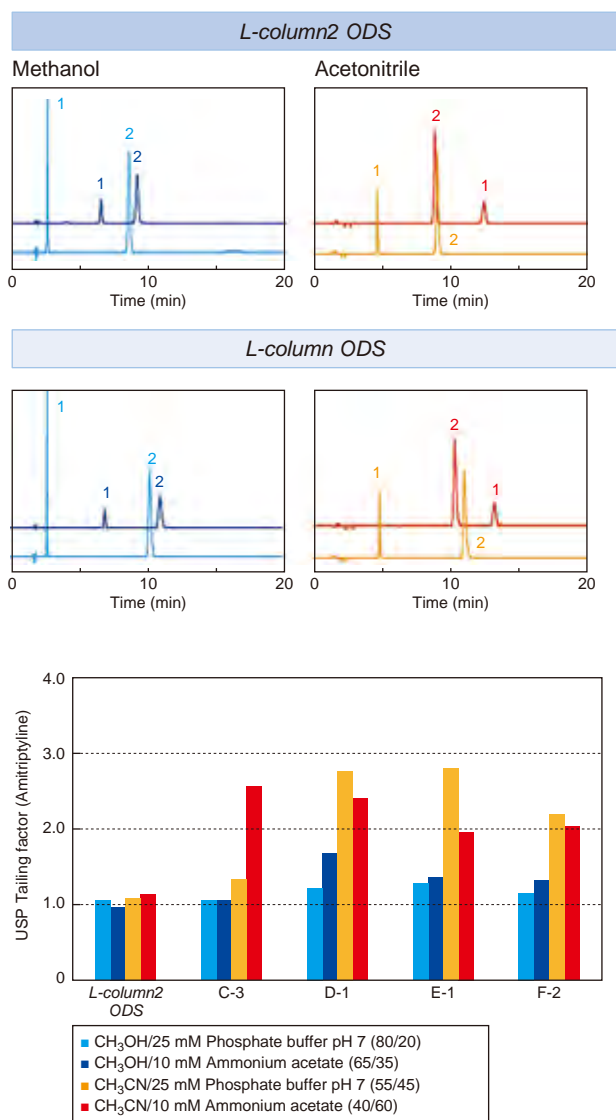 L-column2 ODS
Methanol
Acetonitrile
1
2
2
1
2
1
1
2
0
10
20
0
10
20
Time (min)
Time (min)
L-column ODS
1
2
2
1
2
1
1
2
0
10
20
0
10
20
Time (min)
Time (min)
USP Tailing factor (Amitriptyline)
4.0
3.0
2.0
1.0
0
L-column2
ODS
C-3
D-1
E-1
F-2
CH₃OH/25 mM Phosphate buffer pH 7 (80/20)
CH₃OH/10 mM Ammonium acetate (65/35)
CH₃CN/25 mM Phosphate buffer pH 7 (55/45)
CH₃CN/10 mM Ammonium acetate (40/60)